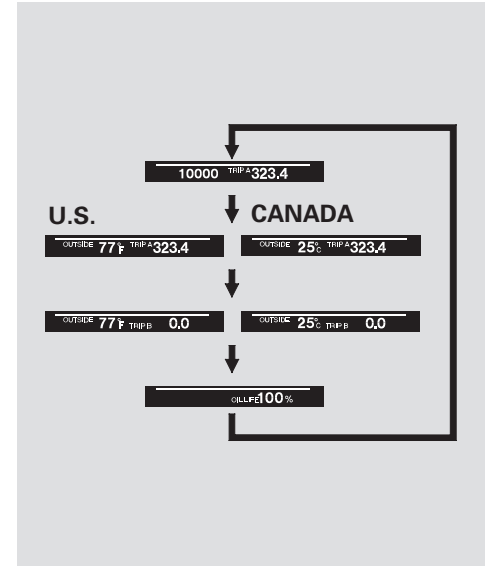 10000 TRIP A 323.4
U.S. CANADA
OUTSIDE 77°F TRIP A 323.4 OUTSIDE 25°C TRIP A 323.4
OUTSIDE 77°F TRIP B 0.0 OUTSIDE 25°C TRIP B 0.0
OIL LIFE 100%